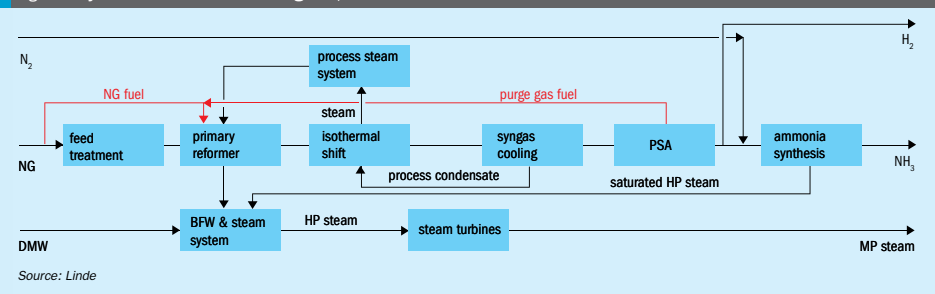 H2
N2
process steam
system
NG fuel
purge gas fuel
steam
feed
treatment
primary
reformer
isothermal
shift
syngas
cooling
PSA
ammonia
synthesis
NG
NH3
process condensate
saturated HP steam
BFW & steam
system
HP steam
steam turbines
DMW
MP steam
Source: Linde